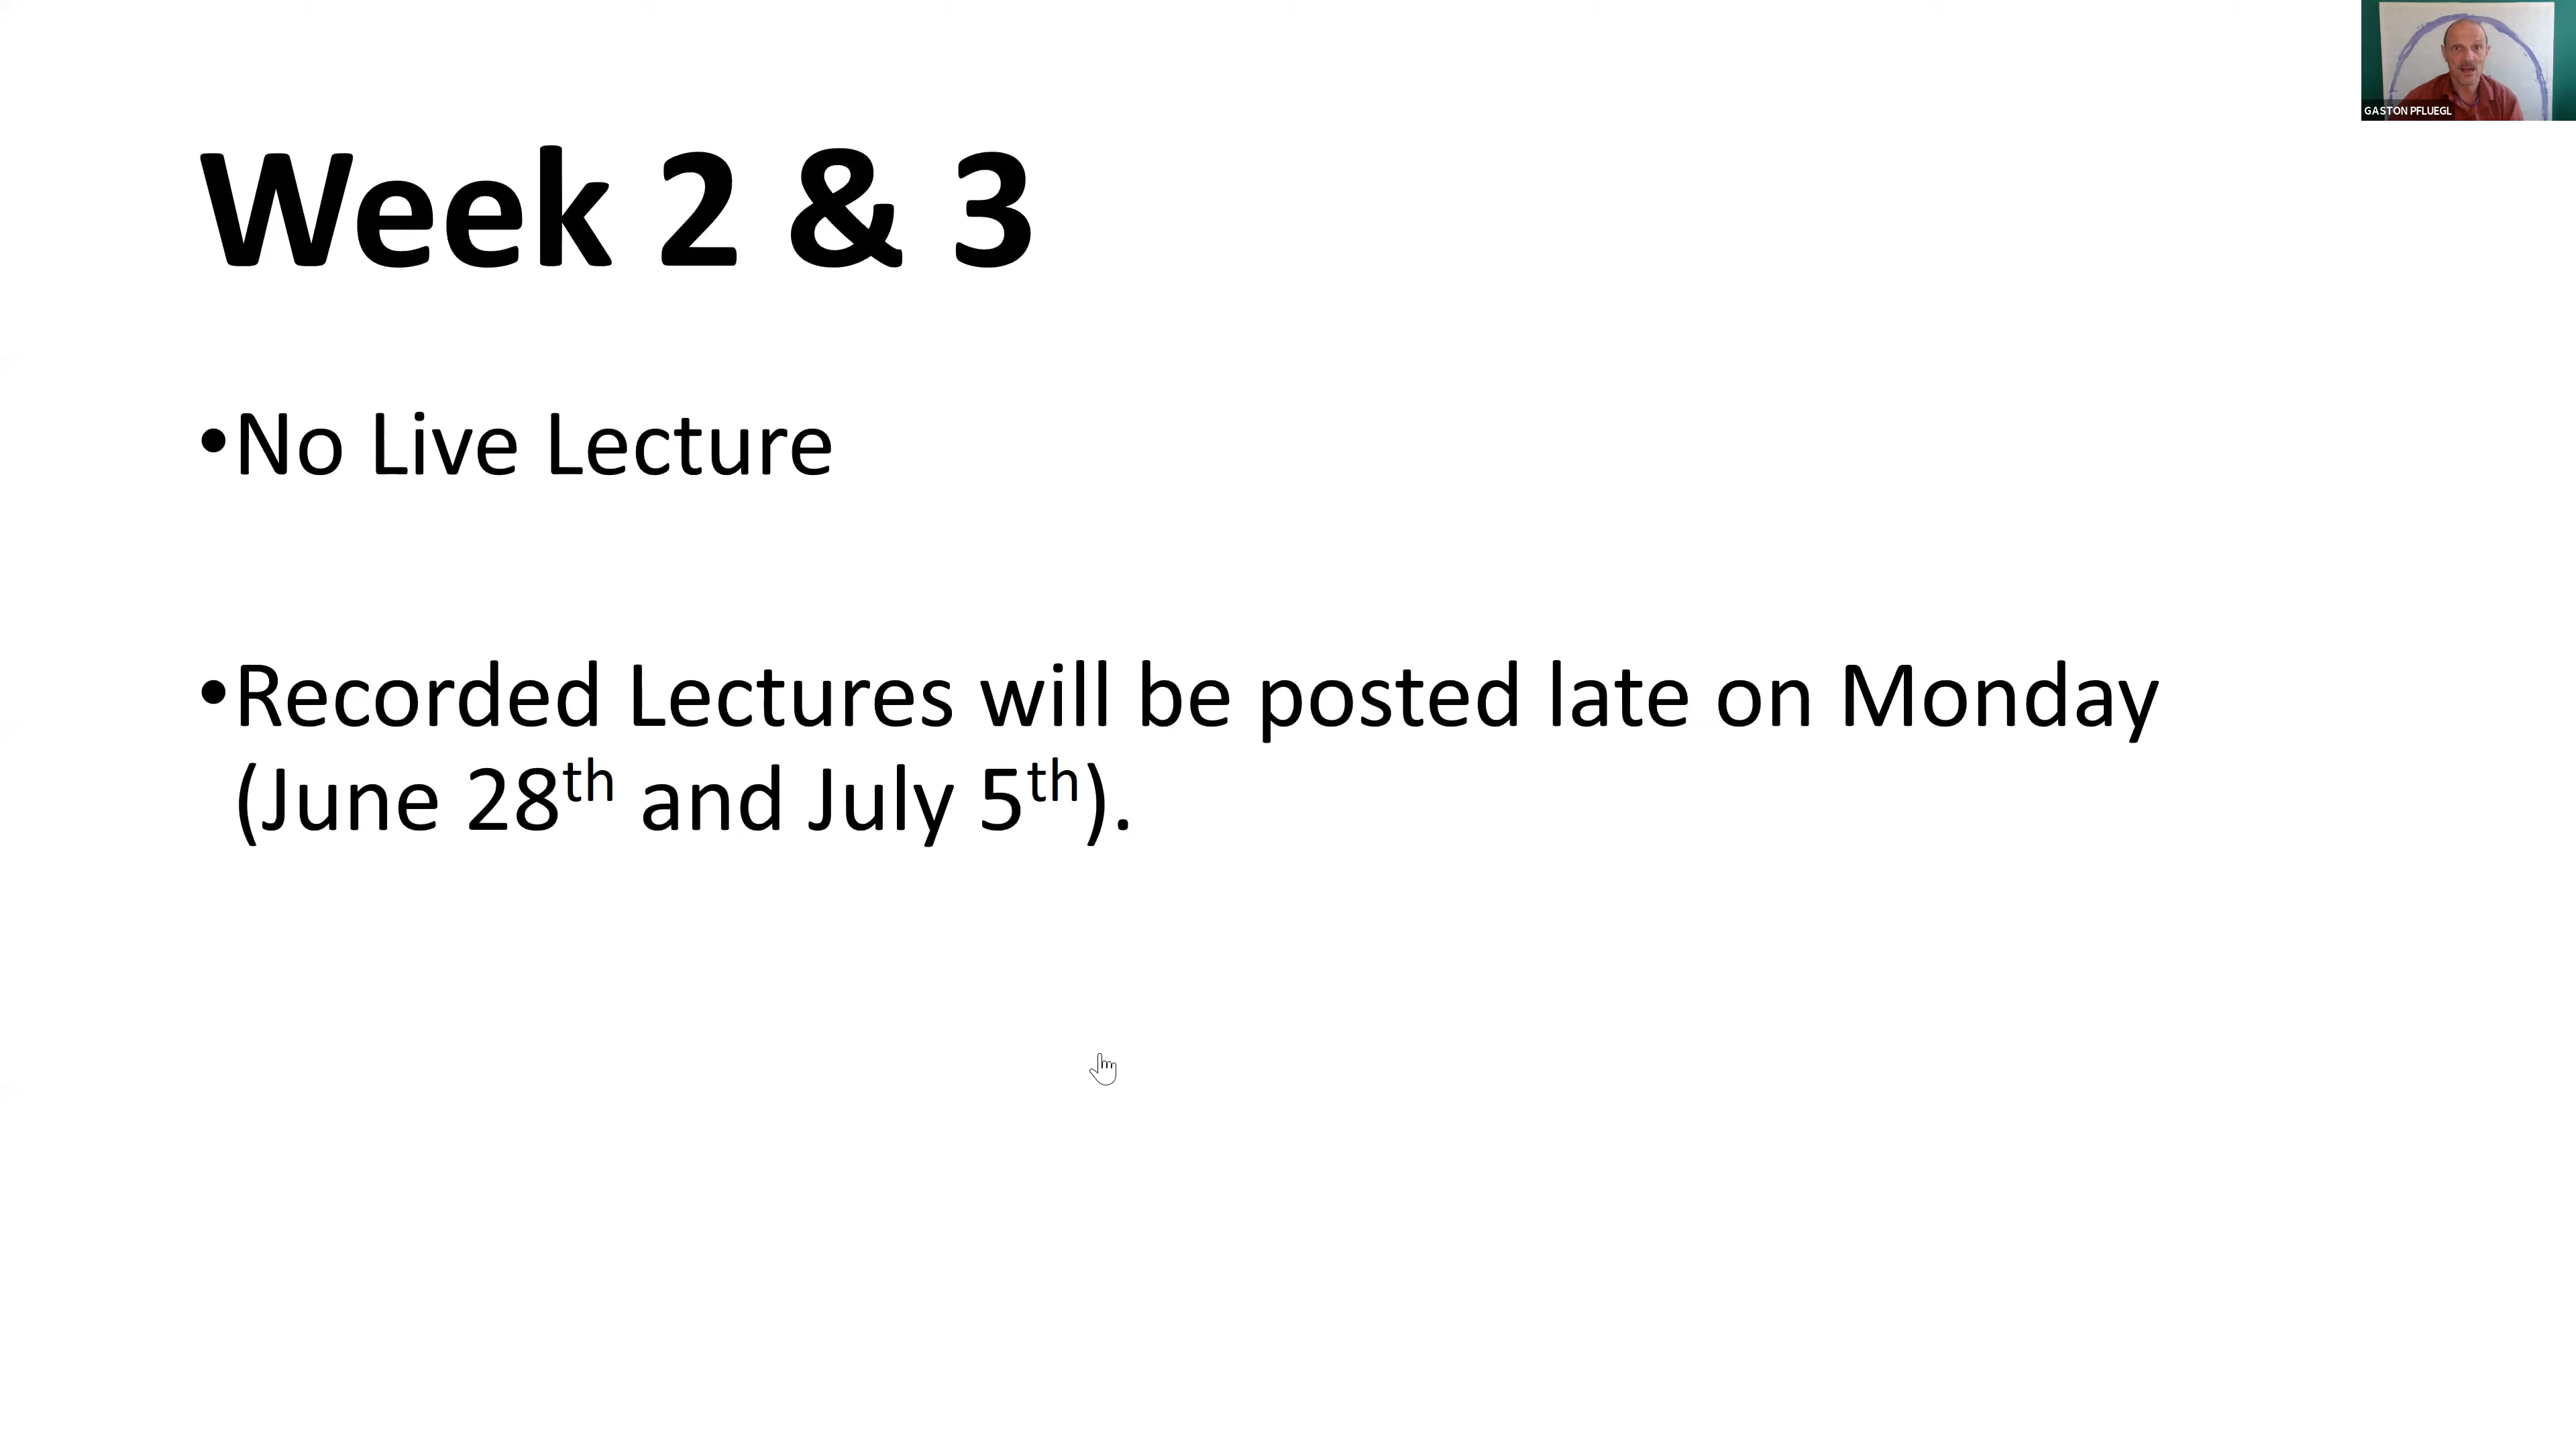 GASTON PFLUEGL
Week 2 & 3
•No Live Lecture
•Recorded Lectures will be posted late on Monday
(June 28th and July 5th).